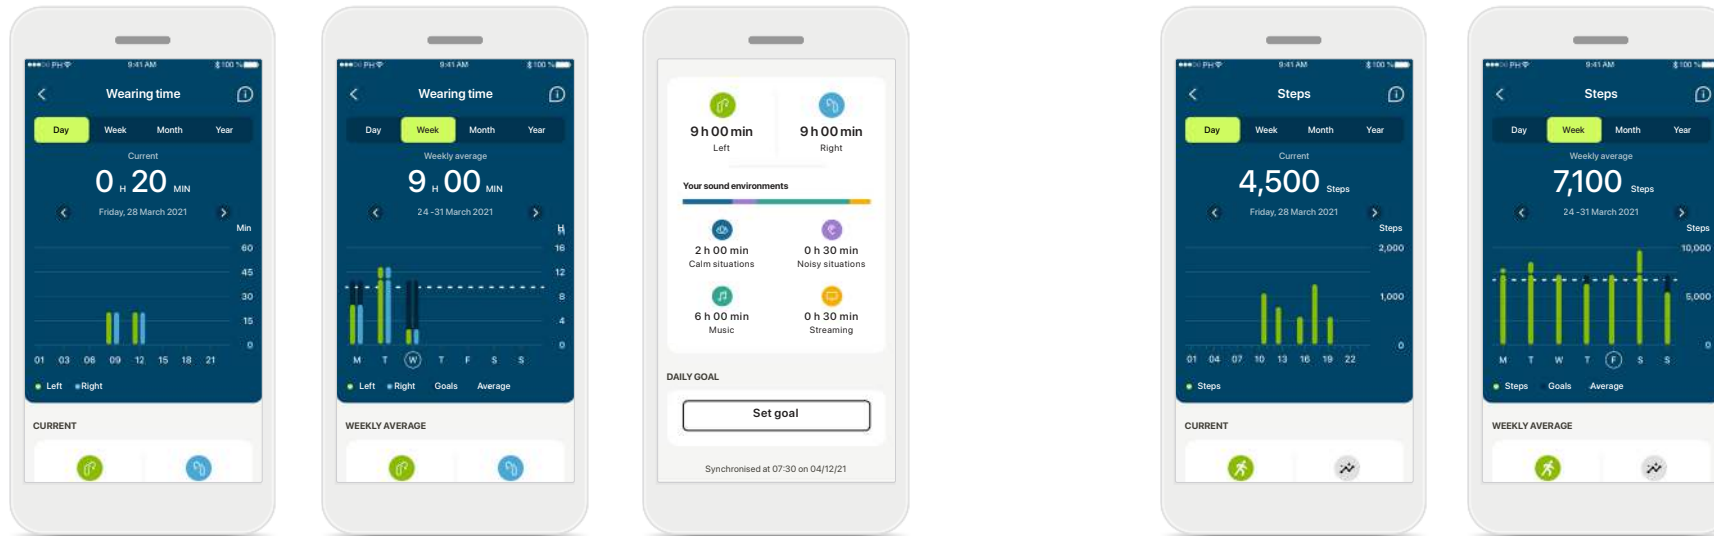 PH 9:41 AM 100 %
Wearing time
Day Week Month Year
Current
0 H 20 MIN
Friday, 28 March 2021
Min
60
45
30
15
0
01 03 06 09 12 15 18 21
Left Right
CURRENT
PH 9:41 AM 100 %
Wearing time
Day Week Month Year
Weekly average
9 H 00 MIN
24-31 March 2021
H
16
12
8
4
0
M T W T F S S
Left Right Goals Average
WEEKLY AVERAGE
9 h 00 min 9 h 00 min
Left Right
Your sound environments
2 h 00 min 0 h 30 min
Calm situations Noisy situations
6 h 00 min 0 h 30 min
Music Streaming
DAILY GOAL
Set goal
Synchronised at 07:30 on 04/12/21
PH 9:41 AM 100 %
Steps
Day Week Month Year
Current
4,500 Steps
Friday, 28 March 2021
Steps
2,000
1,000
0
01 04 07 10 13 16 19 22
Steps
CURRENT
PH 9:41 AM 100 %
Steps
Day Week Month Year
Weekly average
7,100 Steps
24-31 March 2021
Steps
10,000
5,000
0
M T W T F S S
Steps Goals Average
WEEKLY AVERAGE